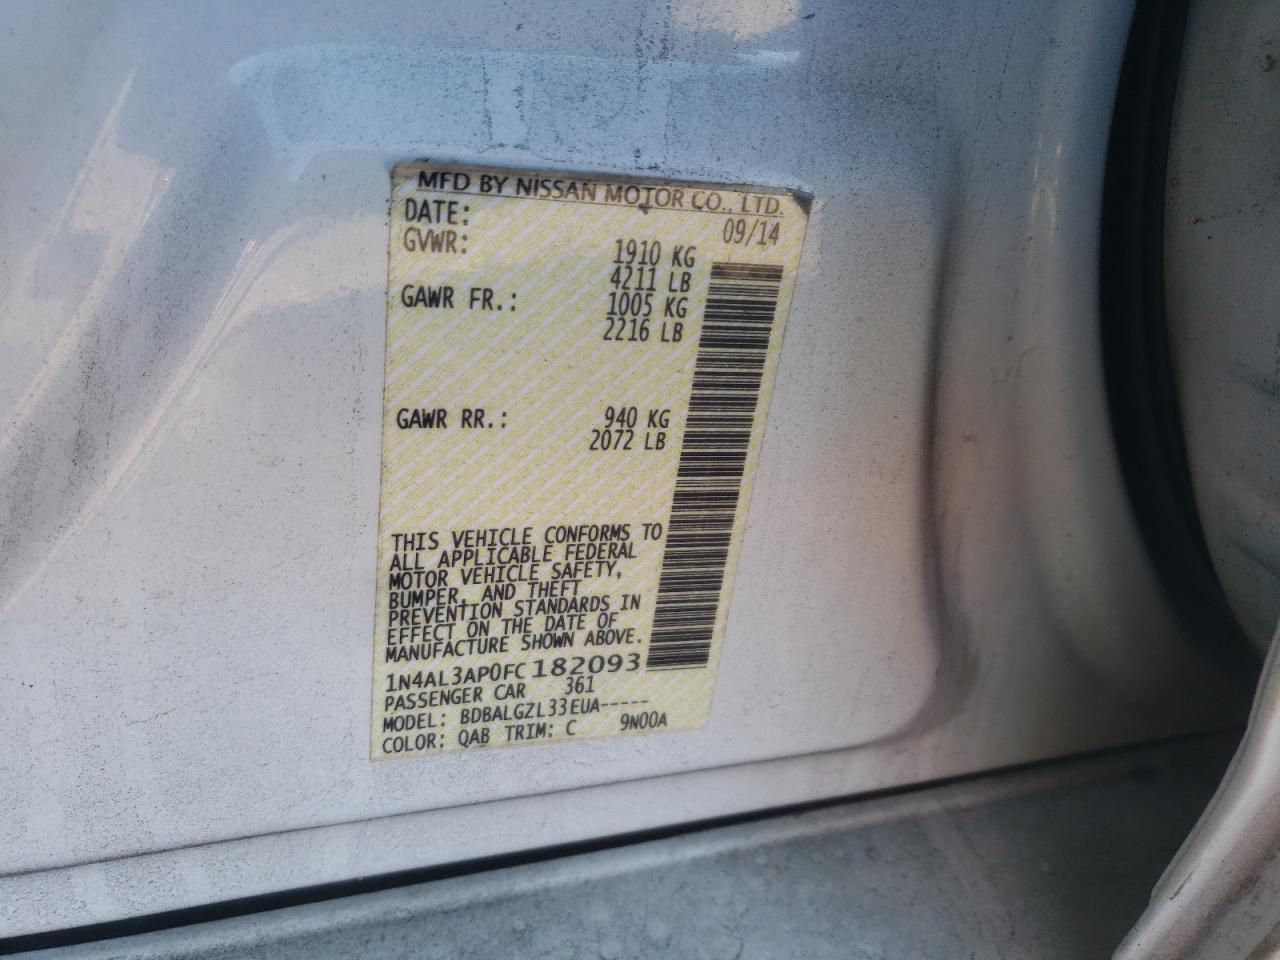 MFD BY NISSAN MOTOR CO., LTD.
DATE: 09/14
GVWR: 1910 KG
4211 LB
GAWR FR.: 1005 KG
2216 LB
GAWR RR.: 940 KG
2072 LB
THIS VEHICLE CONFORMS TO
ALL APPLICABLE FEDERAL
MOTOR VEHICLE SAFETY,
BUMPER, AND THEFT
PREVENTION STANDARDS IN
EFFECT ON THE DATE OF
MANUFACTURE SHOWN ABOVE.
1N4AL3AP0FC182093
PASSENGER CAR 361
MODEL: BDBALGZL33EUA-----
COLOR: QAB TRIM: C 9N00A